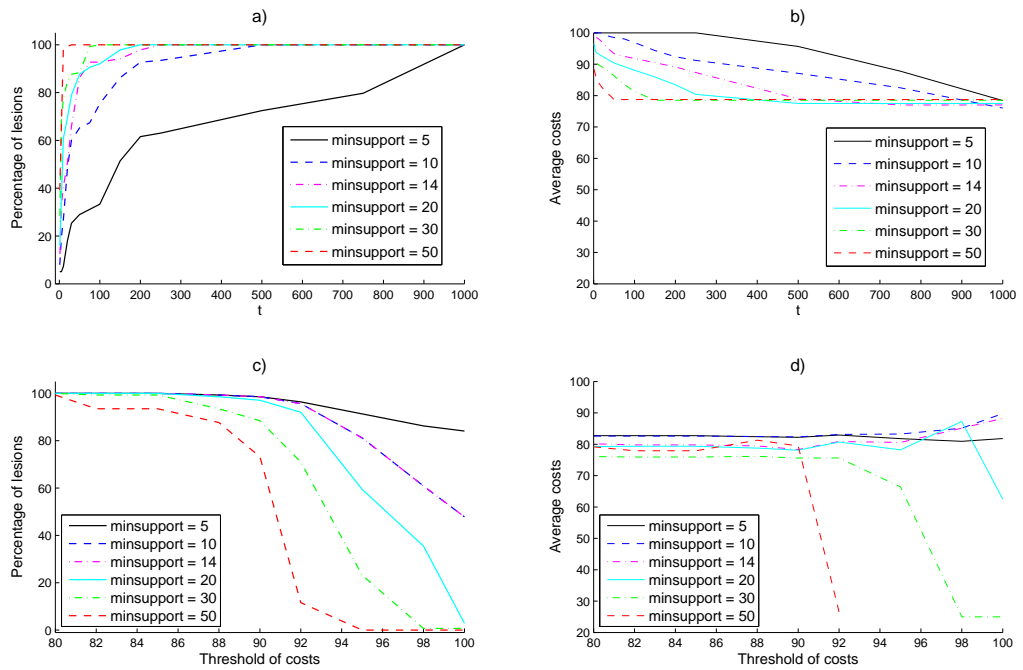 a)
Percentage of lesions
100
80
60
40
20
0
0 100 200 300 400 500 600 700 800 900 1000
t
minsupport = 5
minsupport = 10
minsupport = 14
minsupport = 20
minsupport = 30
minsupport = 50
b)
Average costs
100
90
80
70
60
50
40
30
20
0 150 300 450 600 750 900 1000
t
minsupport = 5
minsupport = 10
minsupport = 14
minsupport = 20
minsupport = 30
minsupport = 50
c)
Percentage of lesions
100
80
60
40
20
0
80 82 84 86 88 90 92 94 96 98 100
Threshold of costs
minsupport = 5
minsupport = 10
minsupport = 14
minsupport = 20
minsupport = 30
minsupport = 50
d)
Average costs
100
90
80
70
60
50
40
30
20
80 82 84 86 88 90 92 94 96 98 100
Threshold of costs
minsupport = 5
minsupport = 10
minsupport = 14
minsupport = 20
minsupport = 30
minsupport = 50